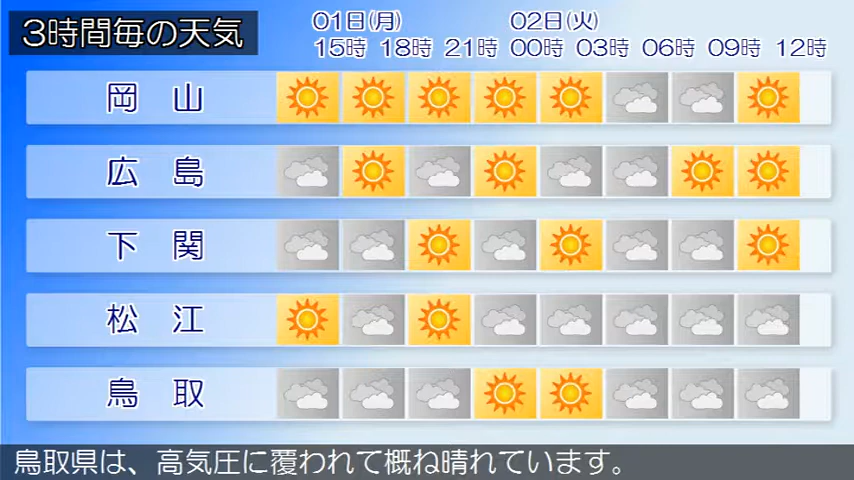 3時間毎の天気
01日(月) 02日(火)
15時 18時 21時 00時 03時 06時 09時 12時
岡山
広島
下関
松江
鳥取
鳥取県は、高気圧に覆われて概ね晴れています。